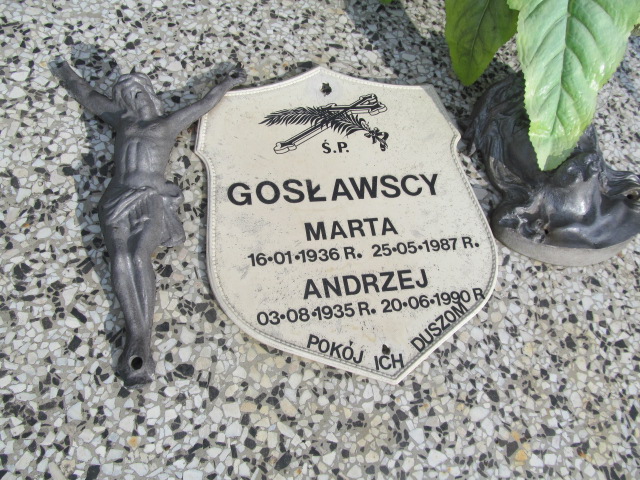 Ś.P.
GOSŁAWSCY
MARTA
16·01·1936 R. 25·05·1987 R.
ANDRZEJ
03·08·1935 R. 20·06·1990 R
POKÓJ ICH DUSZOM